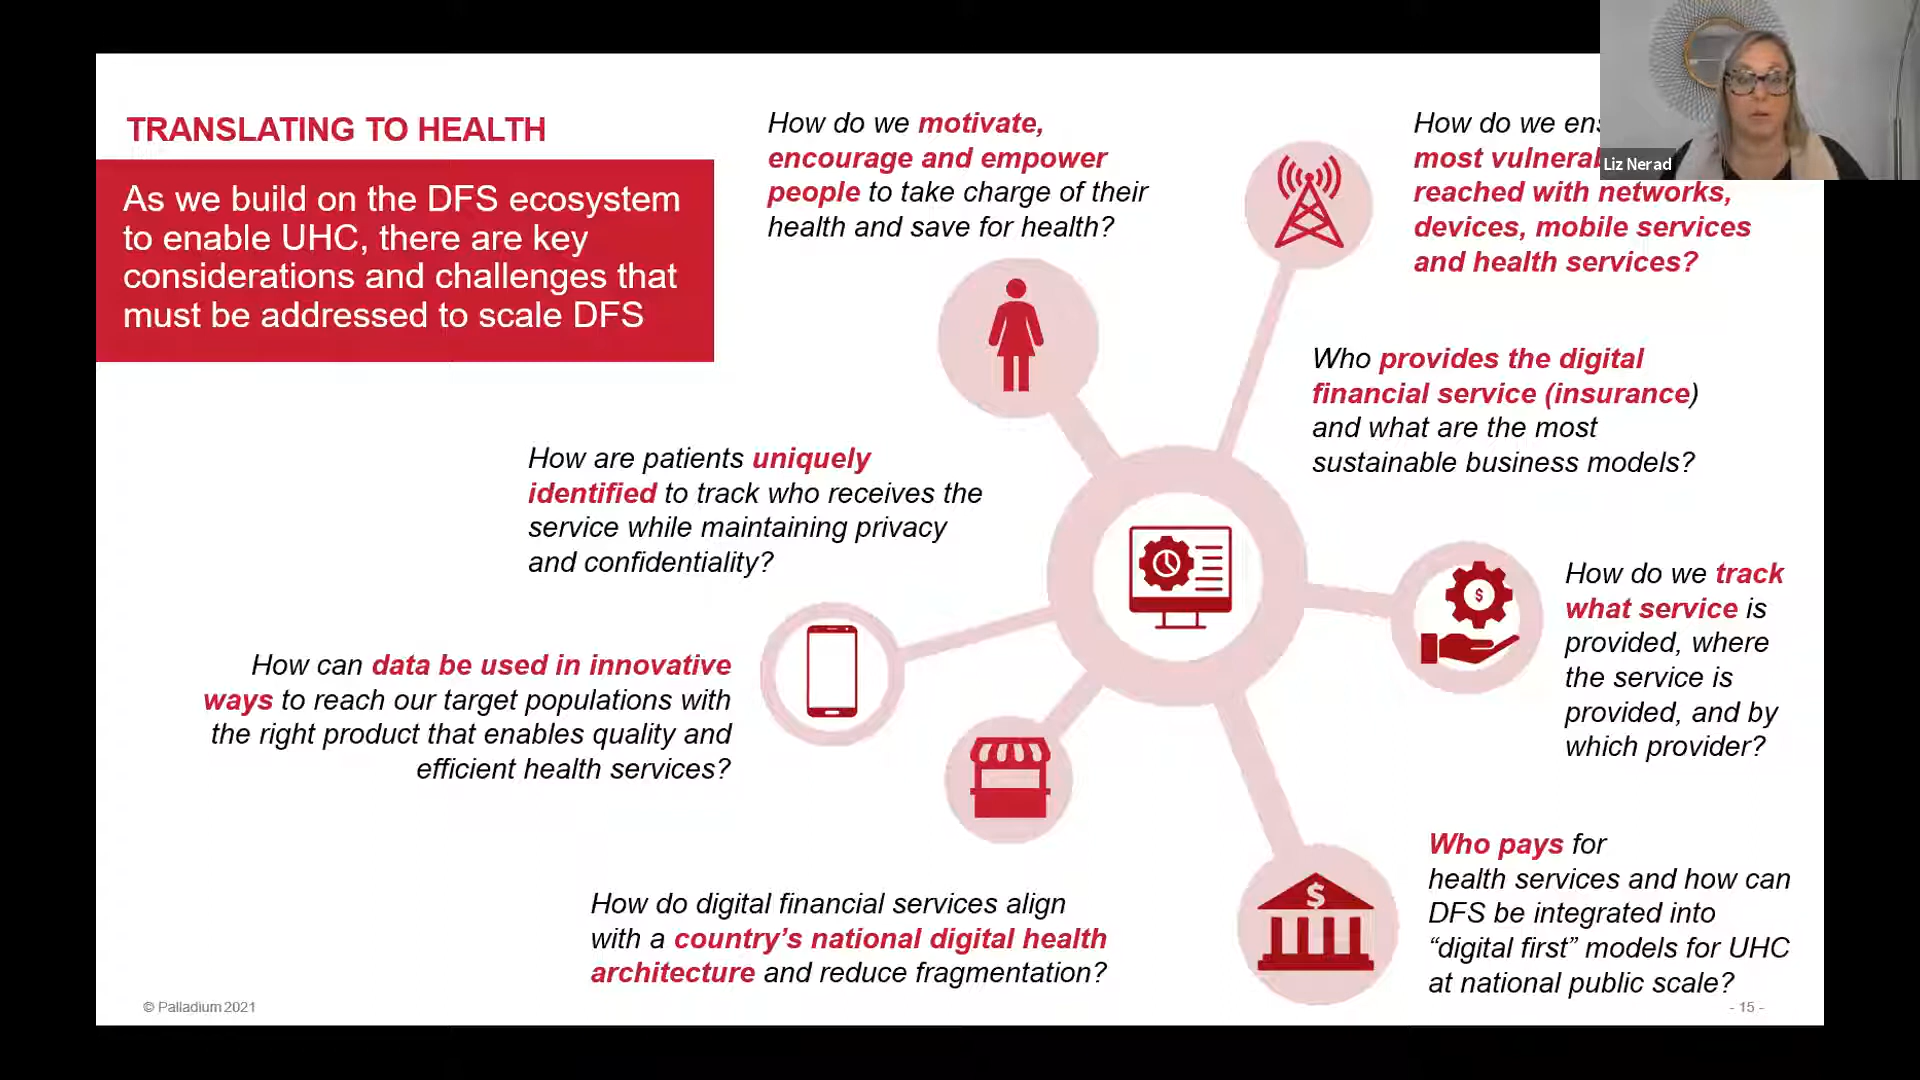 TRANSLATING TO HEALTH
As we build on the DFS ecosystem
to enable UHC, there are key
considerations and challenges that
must be addressed to scale DFS
How do we motivate,
encourage and empower
people to take charge of their
health and save for health?
How do we
most
reached with networks,
devices, mobile services
and health services?
Liz Nerad
Who provides the digital
financial service (insurance)
and what are the most
sustainable business models?
How are patients uniquely
identified to track who receives the
service while maintaining privacy
and confidentiality?
How do we track
what service is
provided, where
the service is
provided, and by
which provider?
How can data be used in innovative
ways to reach our target populations with
the right product that enables quality and
efficient health services?
$
Who pays for
health services and how can
DFS be integrated into
“digital first” models for UHC
at national public scale?
$
How do digital financial services align
with a country’s national digital health
architecture and reduce fragmentation?
© Palladium 2021
- 15 -